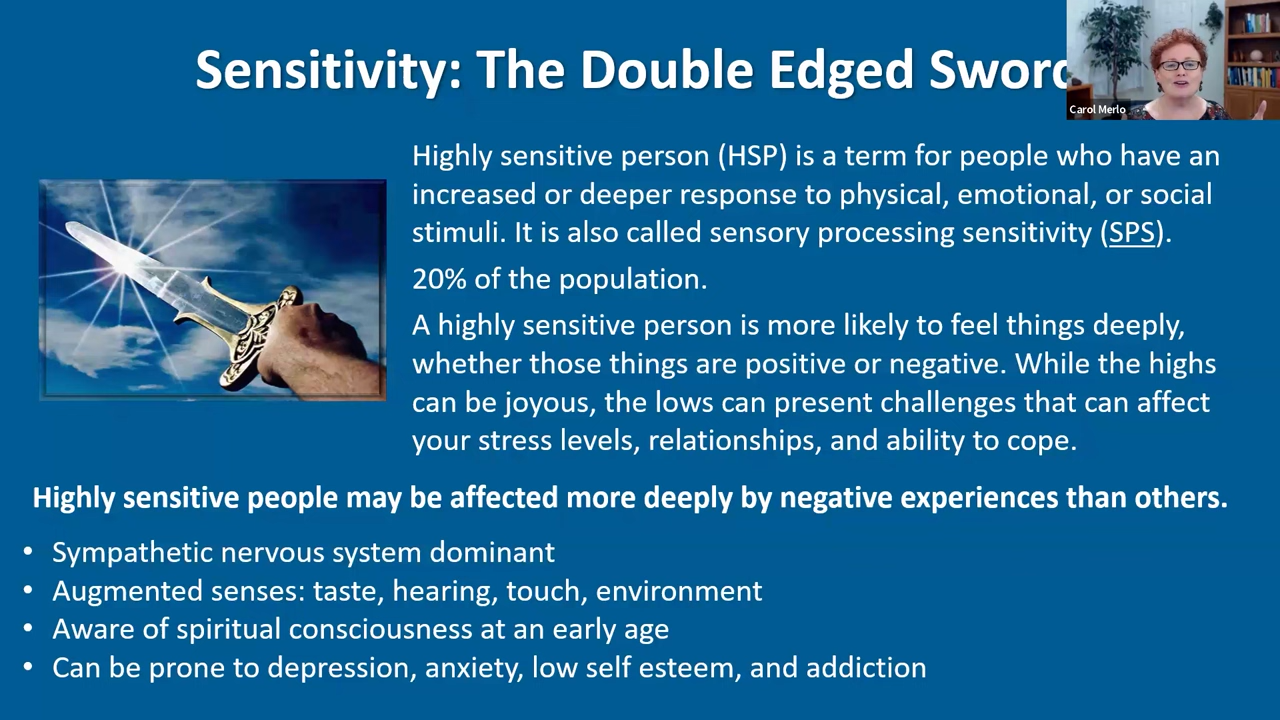 Sensitivity: The Double Edged Sword
Carol Merlo
Highly sensitive person (HSP) is a term for people who have an
increased or deeper response to physical, emotional, or social
stimuli. It is also called sensory processing sensitivity (SPS).
20% of the population.
A highly sensitive person is more likely to feel things deeply,
whether those things are positive or negative. While the highs
can be joyous, the lows can present challenges that can affect
your stress levels, relationships, and ability to cope.
Highly sensitive people may be affected more deeply by negative experiences than others.
• Sympathetic nervous system dominant
• Augmented senses: taste, hearing, touch, environment
• Aware of spiritual consciousness at an early age
• Can be prone to depression, anxiety, low self esteem, and addiction